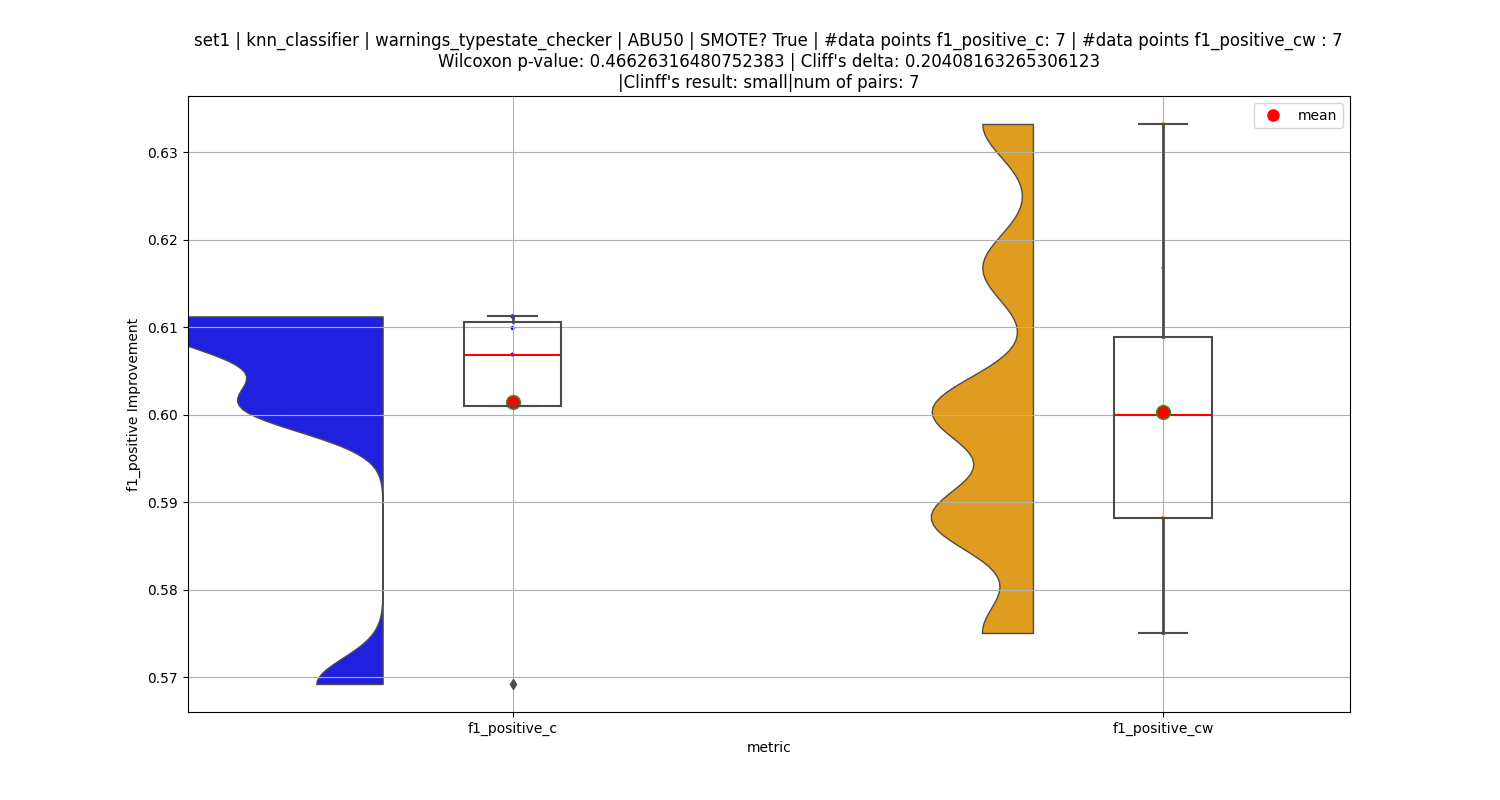 set1 | knn_classifier | warnings_typestate_checker | ABU50 | SMOTE? True | #data points f1_positive_c: 7 | #data points f1_positive_cw : 7
Wilcoxon p-value: 0.46626316480752383 | Cliff's delta: 0.20408163265306123
|Clinff's result: small|num of pairs: 7
mean
0.63
0.62
0.61
0.60
0.59
0.58
0.57
f1_positive Improvement
f1_positive_c
f1_positive_cw
metric